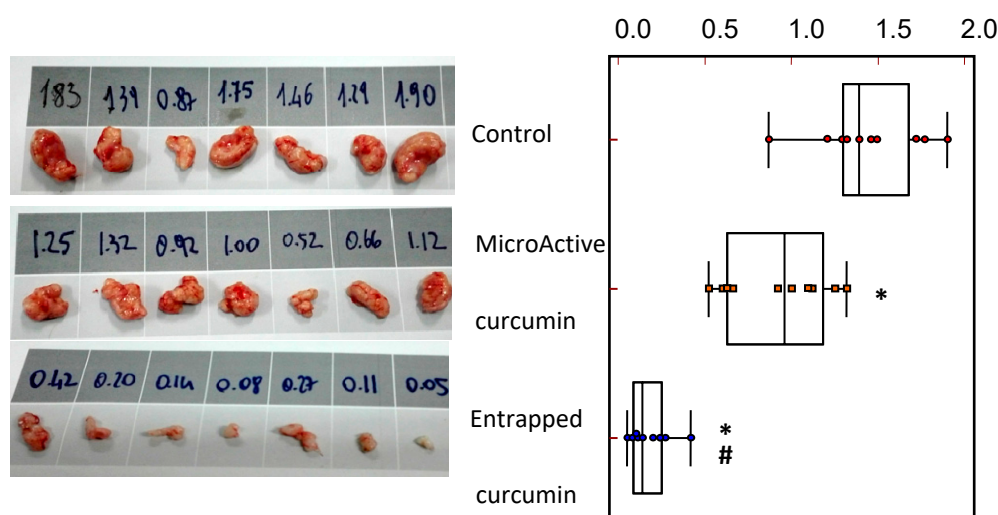 0.0 0.5 1.0 1.5 2.0
1.83 1.39 0.87 1.75 1.46 1.29 1.90
Control
1.25 1.32 0.92 1.00 0.52 0.66 1.12
MicroActive
*
curcumin
0.42 0.20 0.14 0.08 0.27 0.11 0.05
Entrapped
*
#
curcumin